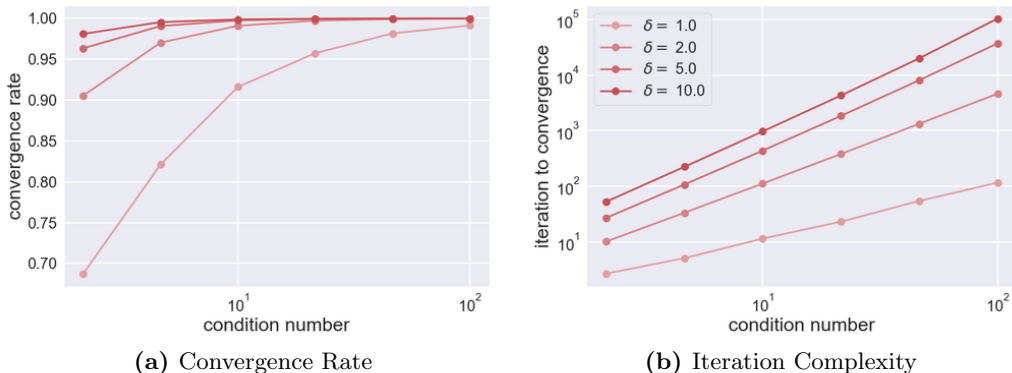 1.00
0.95
0.90
0.85
0.80
0.75
0.70
convergence rate
10^1
10^2
condition number
(a) Convergence Rate
10^5
10^4
10^3
10^2
10^1
iteration to convergence
δ = 1.0
δ = 2.0
δ = 5.0
δ = 10.0
10^1
10^2
condition number
(b) Iteration Complexity